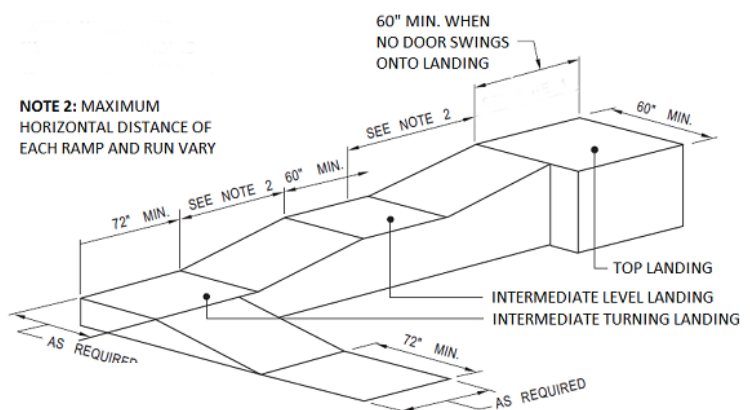 60" MIN. WHEN
NO DOOR SWINGS
ONTO LANDING
NOTE 2: MAXIMUM
HORIZONTAL DISTANCE OF
EACH RAMP AND RUN VARY
60" MIN.
SEE NOTE 2
60" MIN.
SEE NOTE 2
72" MIN.
TOP LANDING
INTERMEDIATE LEVEL LANDING
INTERMEDIATE TURNING LANDING
AS REQUIRED
72" MIN.
AS REQUIRED